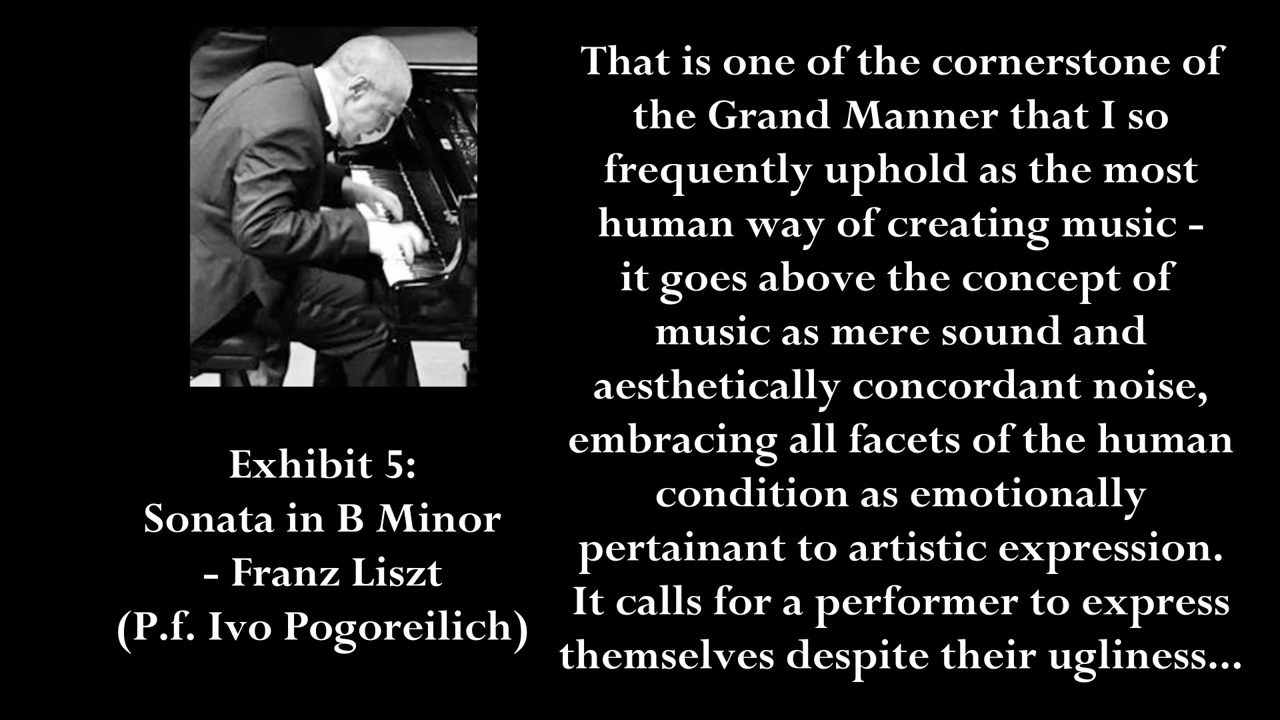 That is one of the cornerstone of
the Grand Manner that I so
frequently uphold as the most
human way of creating music -
it goes above the concept of
music as mere sound and
aesthetically concordant noise,
embracing all facets of the human
condition as emotionally
pertainant to artistic expression.
It calls for a performer to express
themselves despite their ugliness...
Exhibit 5:
Sonata in B Minor
- Franz Liszt
(P.f. Ivo Pogoreilich)